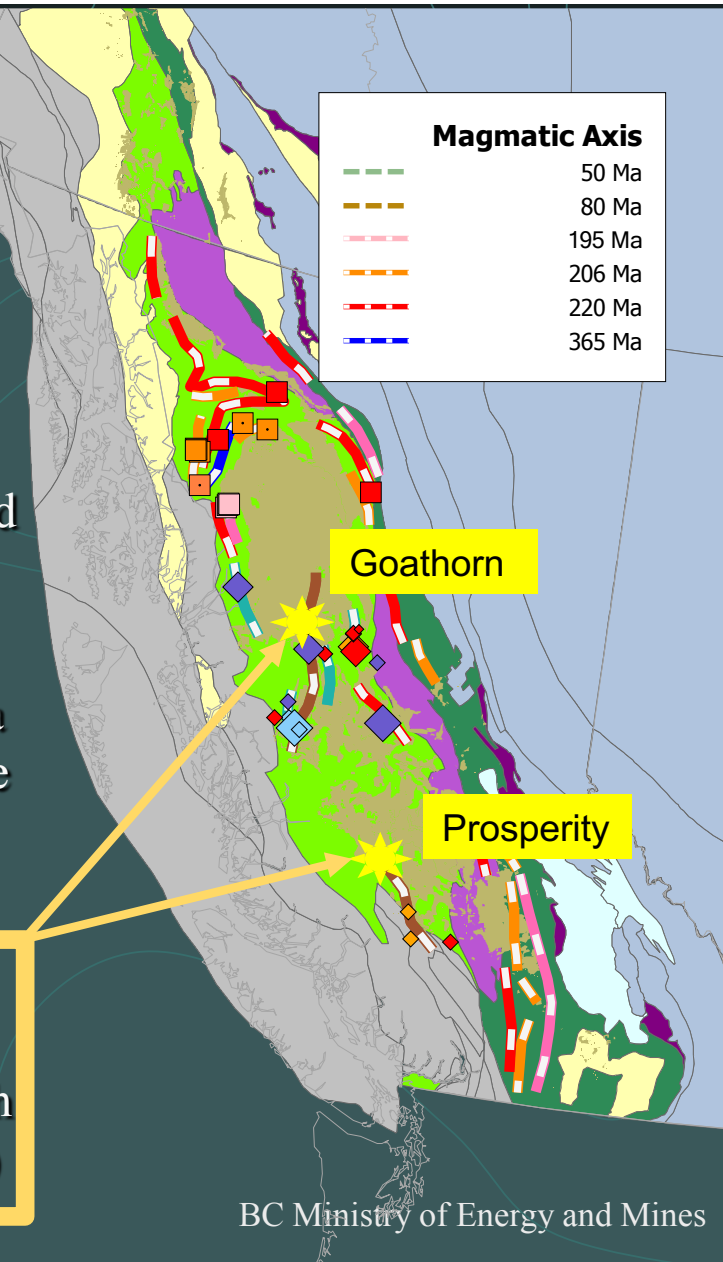 Magmatic Axis
50 Ma
80 Ma
195 Ma
206 Ma
220 Ma
365 Ma
Goathorn
Prosperity
BC Ministry of Energy and Mines